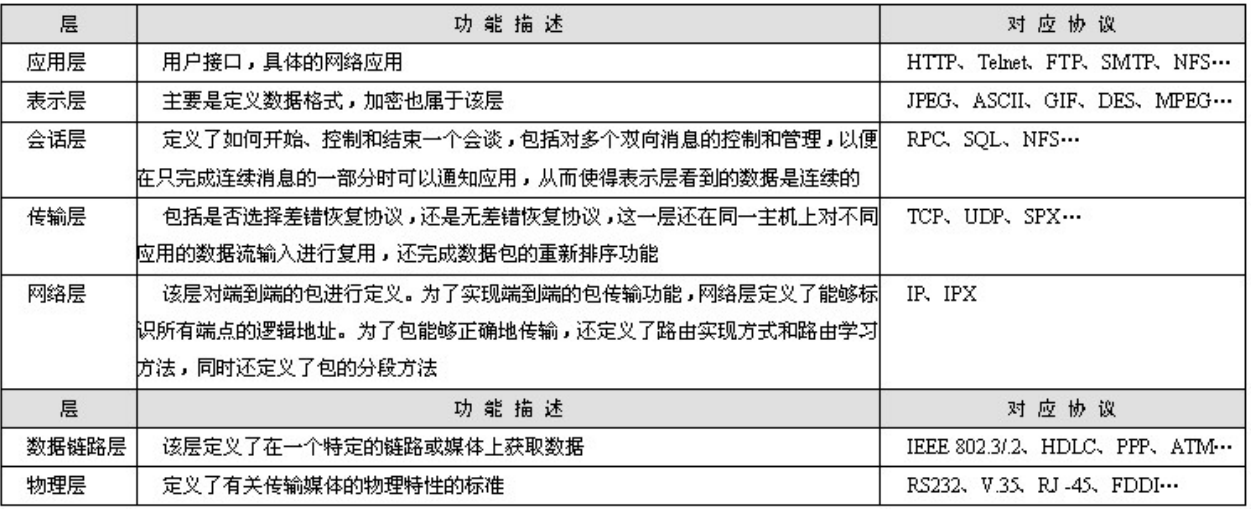 层 功能描述 对应协议
应用层 用户接口，具体的网络应用 HTTP、Telnet、FTP、SMTP、NFS…
表示层 主要是定义数据格式，加密也属于该层 JPEG、ASCII、GIF、DES、MPEG…
会话层 定义了如何开始、控制和结束一个会谈，包括对多个双向消息的控制和管理，以便 RPC、SQL、NFS…
在只完成连续消息的一部分时可以通知应用，从而使得表示层看到的数据是连续的
传输层 包括是否选择差错恢复协议，还是无差错恢复协议，这一层还在同一主机上对不同 TCP、UDP、SPX…
应用的数据流输入进行复用，还完成数据包的重新排序功能
网络层 该层对端到端的包进行定义。为了实现端到端的包传输功能，网络层定义了能够标 IP、IPX
识所有端点的逻辑地址。为了包能够正确地传输，还定义了路由实现方式和路由学习
方法，同时还定义了包的分段方法
层 功能描述 对应协议
数据链路层 该层定义了在一个特定的链路或媒体上获取数据 IEEE 802.3/.2、HDLC、PPP、ATM…
物理层 定义了有关传输媒体的物理特性的标准 RS232、V.35、RJ-45、FDDI…